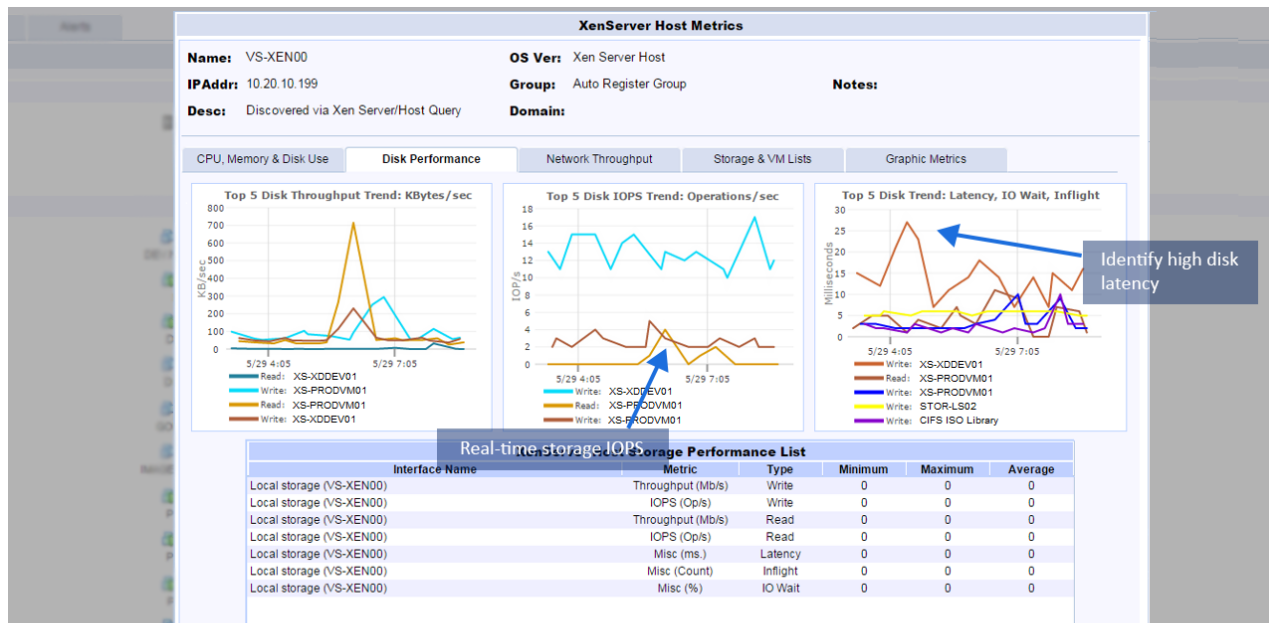 Alerts
XenServer Host Metrics
Name: VS-XEN00 OS Ver: Xen Server Host
IPAddr: 10.20.10.199 Group: Auto Register Group Notes:
Desc: Discovered via Xen Server/Host Query Domain:
CPU, Memory & Disk Use Disk Performance Network Throughput Storage & VM Lists Graphic Metrics
Top 5 Disk Throughput Trend: KBytes/sec
800
700
600
500
400
300
200
100
0
KB/sec
5/29 4:05 5/29 7:05
Read: XS-XDDEV01
Write: XS-PRODVM01
Read: XS-PRODVM01
Write: XS-XDDEV01
Top 5 Disk IOPS Trend: Operations/sec
18
16
14
12
10
8
6
4
2
0
IOP/s
5/29 4:05 5/29 7:05
Write: XS-XDDEV01
Read: XS-PRODVM01
Write: XS-PRODVM01
Top 5 Disk Trend: Latency, IO Wait, Inflight
30
25
20
15
10
5
0
Milliseconds
5/29 4:05 5/29 7:05
Write: XS-XDDEV01
Read: XS-PRODVM01
Write: XS-PRODVM01
Write: STOR-LS02
Write: CIFS ISO Library
Identify high disk
latency
Real-time storage IOPS
Storage Performance List
Interface Name Metric Type Minimum Maximum Average
Local storage (VS-XEN00) Throughput (Mb/s) Write 0 0 0
Local storage (VS-XEN00) IOPS (Op/s) Write 0 0 0
Local storage (VS-XEN00) Throughput (Mb/s) Read 0 0 0
Local storage (VS-XEN00) IOPS (Op/s) Read 0 0 0
Local storage (VS-XEN00) Misc (ms.) Latency 0 0 0
Local storage (VS-XEN00) Misc (Count) Inflight 0 0 0
Local storage (VS-XEN00) Misc (%) IO Wait 0 0 0